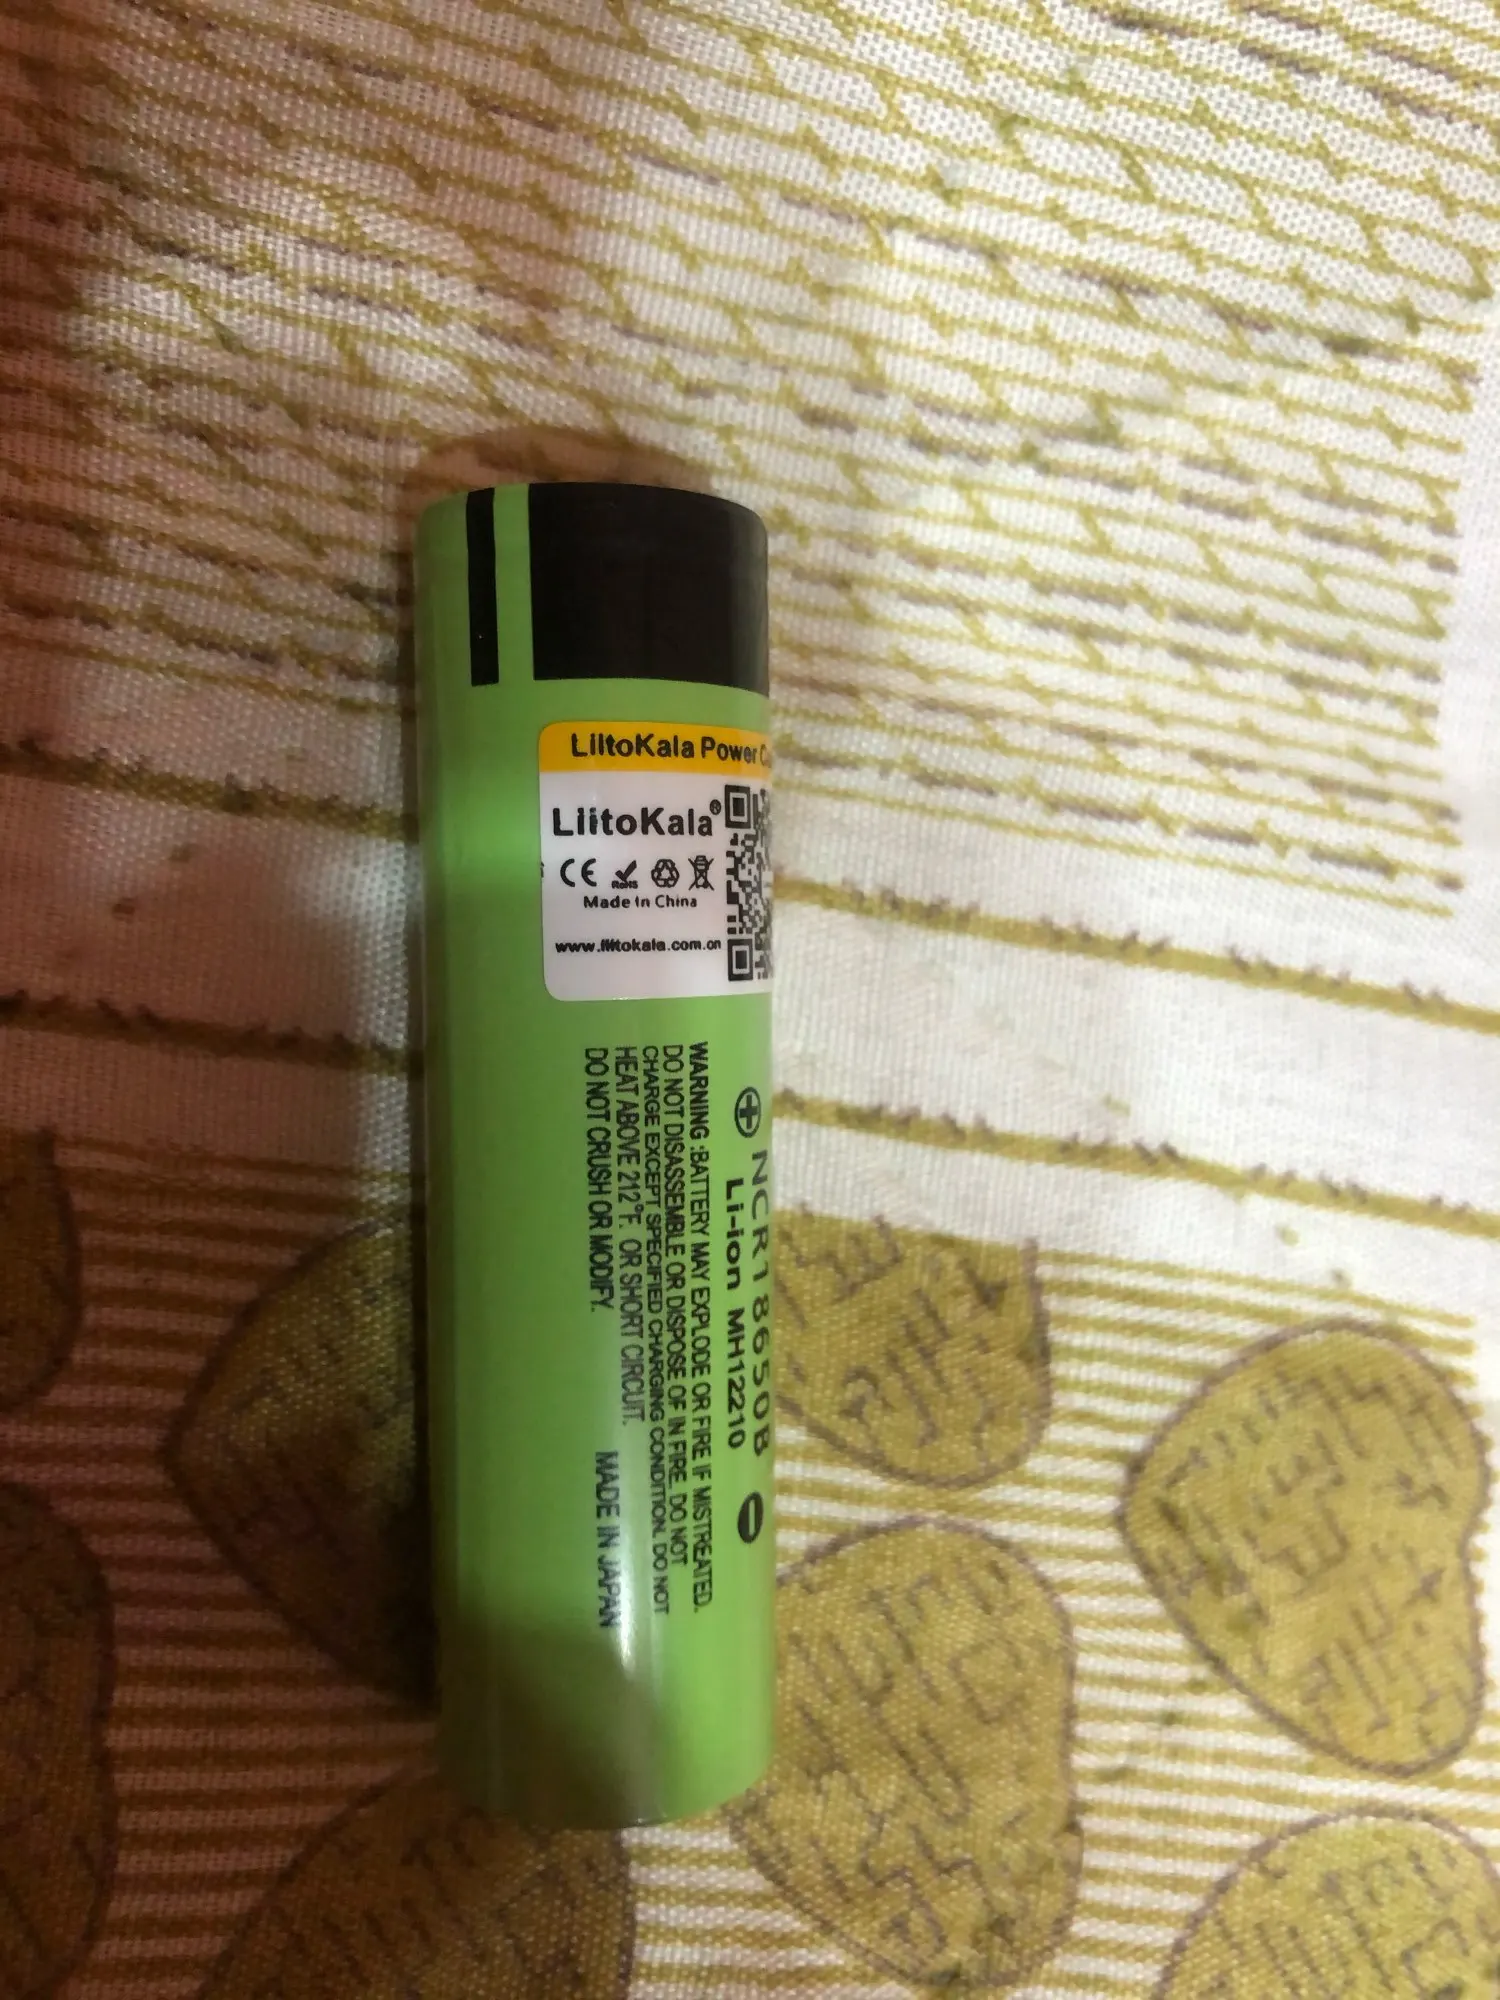 LiitoKala Power
LiitoKala®
CE RoHS
Made in China
www.liitokala.com.cn
NCR18650B
Li-ion MH12210
WARNING :BATTERY MAY EXPLODE OR FIRE IF MISTREATED.
DO NOT DISASSEMBLE OR DISPOSE OF IN FIRE. DO NOT
CHARGE EXCEPT SPECIFIED CHARGING CONDITION. DO NOT
HEAT ABOVE 212°F. OR SHORT CIRCUIT.
DO NOT CRUSH OR MODIFY. MADE IN JAPAN